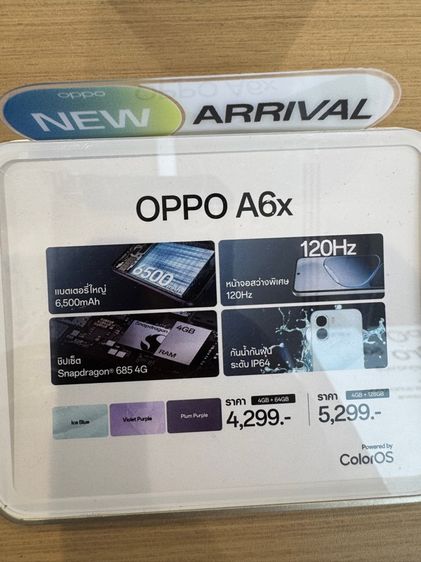 oppo
NEW ARRIVAL
OPPO A6x
6500
แบตเตอรี่ใหญ่
6,500mAh
120Hz
หน้าจอสว่างพิเศษ
120Hz
Snapdragon
4GB
RAM
ชิปเซ็ต
Snapdragon® 685 4G
กันน้ำกันฝุ่น
ระดับ IP64
Ice Blue
Violet Purple
Plum Purple
ราคา 4GB + 64GB
4,299.-
ราคา 4GB + 128GB
5,299.-
Powered by
ColorOS